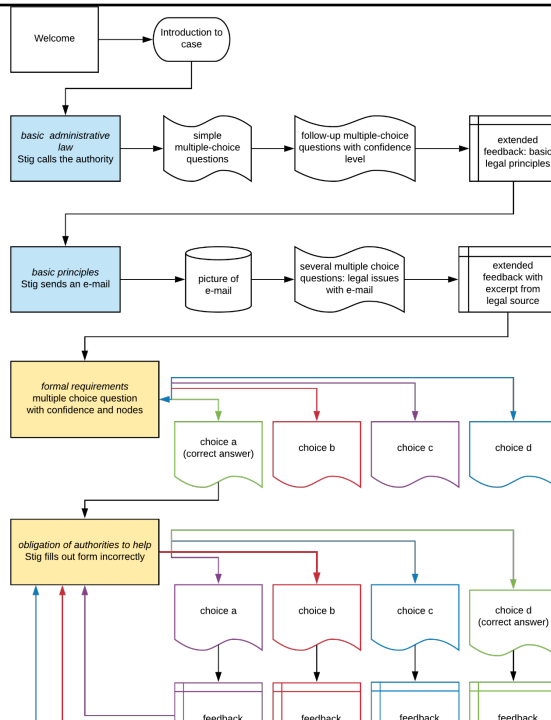 Welcome
Introduction to
case
basic administrative
law
Stig calls the authority
simple
multiple-choice
questions
follow-up multiple-choice
questions with confidence
level
extended
feedback: basic
legal principles
basic principles
Stig sends an e-mail
picture of
e-mail
several multiple choice
questions: legal issues
with e-mail
extended
feedback with
excerpt from
legal source
formal requirements
multiple choice question
with confidence and nodes
choice a
(correct answer)
choice b
choice c
choice d
obligation of authorities to help
Stig fills out form incorrectly
choice a
choice b
choice c
choice d
(correct answer)
feedback
feedback
feedback
feedback